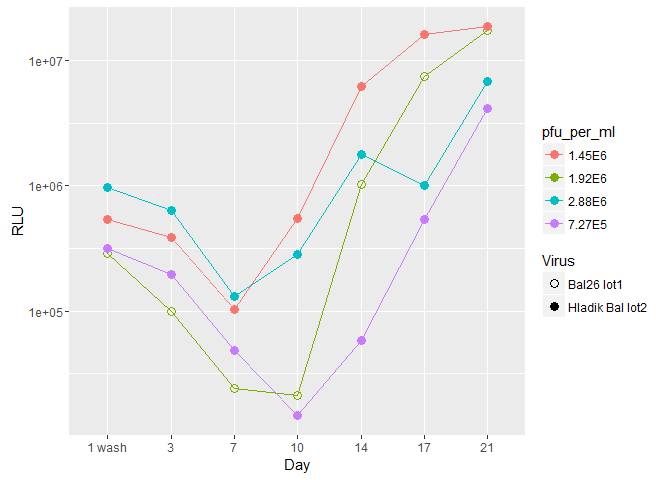 1e+07
1e+06
1e+05
RLU
1 wash 3 7 10 14 17 21
Day
pfu_per_ml
1.45E6
1.92E6
2.88E6
7.27E5
Virus
Bal26 lot1
Hladik Bal lot2